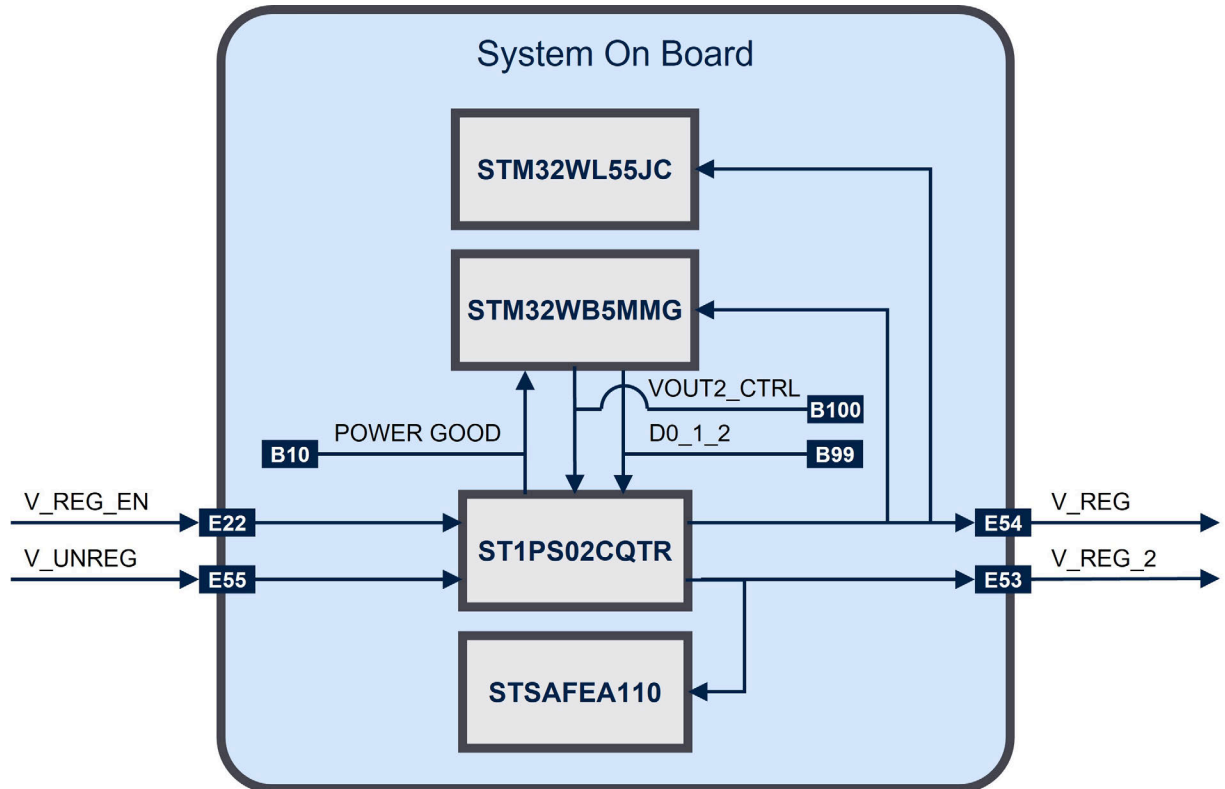 System On Board
STM32WL55JC
STM32WB5MMG
VOUT2_CTRL
B100
POWER GOOD
D0_1_2
B10
B99
V_REG_EN
E22
ST1PS02CQTR
E54
V_REG
V_UNREG
E55
E53
V_REG_2
STSAFEA110